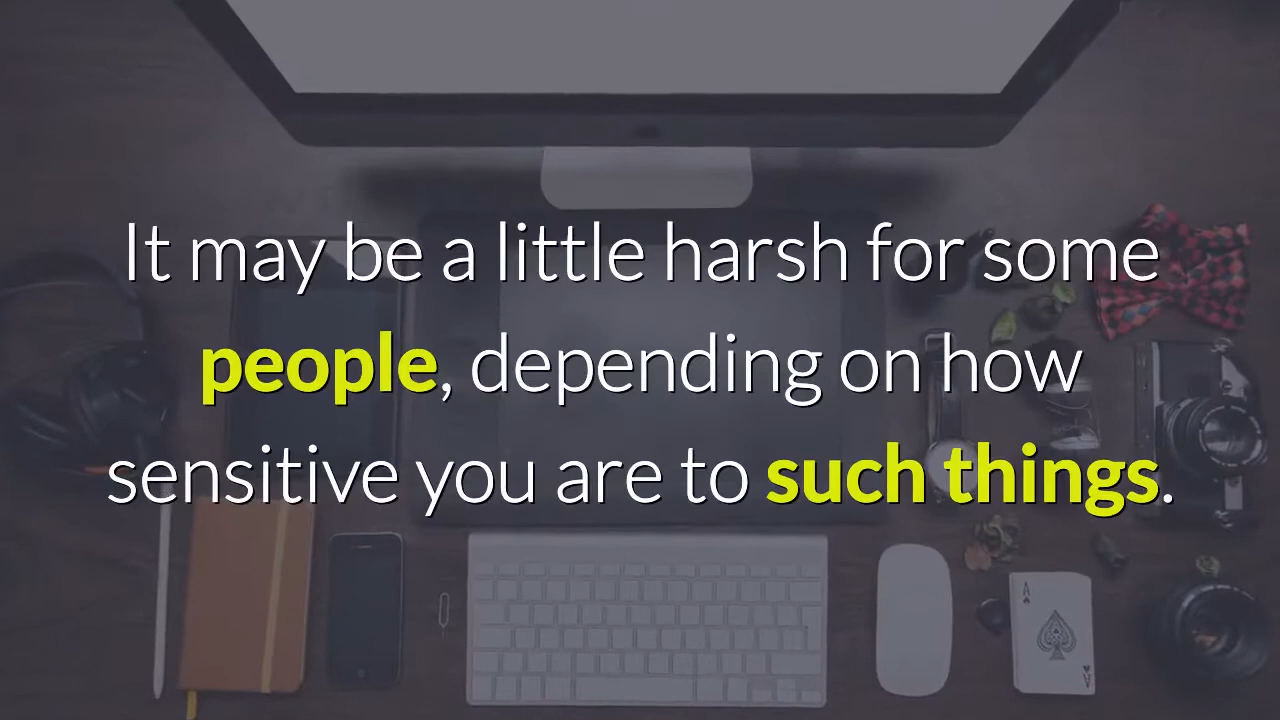 It may be a little harsh for some
people, depending on how
sensitive you are to such things.
A
A